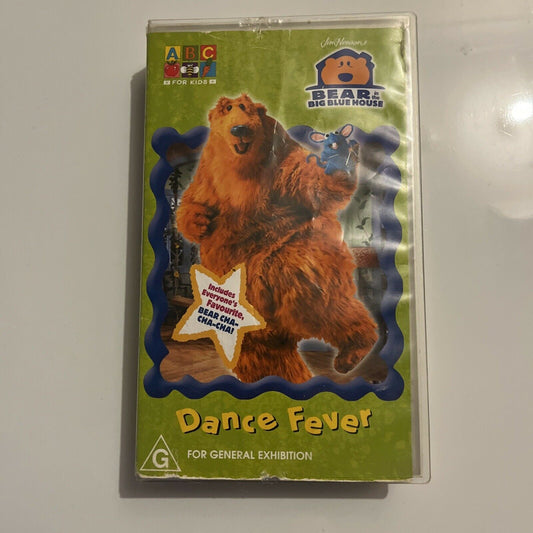 ABC
FOR KIDS
Jim Henson's
BEAR in the
BIG BLUE HOUSE
Includes
Everyone's
Favourite,
BEAR CHA-
CHA-CHA!
Dance Fever
G
FOR GENERAL EXHIBITION